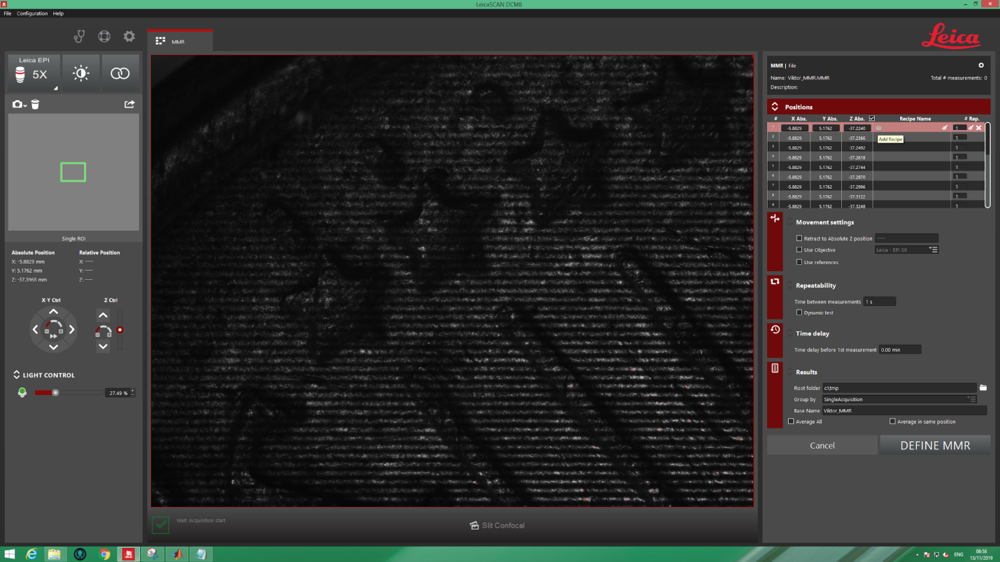 LeicaSCAN DCM8
File Configuration Help
MMR
Leica
Leica EPI
5X
Single ROI
Absolute Position Relative Position
X: -5.8829 mm X: ----
Y: 5.1762 mm Y: ----
Z: -37.3968 mm Z: ----
X-Y Ctrl Z Ctrl
LIGHT CONTROL
27.49 %
Wait: Acquisition start
Slit Confocal
MMR | File
Name: Viktor_MMR.MMR Total # measurements: 0
Description:
Positions
# X Abs. Y Abs. Z Abs. Recipe Name # Rep.
1 -5.8829 5.1762 -37.2240 1
Add Recipe
2 -5.8829 5.1762 -37.2366 1
3 -5.8829 5.1762 -37.2492 1
4 -5.8829 5.1762 -37.2618 1
5 -5.8829 5.1762 -37.2744 1
6 -5.8829 5.1762 -37.2870 1
7 -5.8829 5.1762 -37.2996 1
8 -5.8829 5.1762 -37.3122 1
9 -5.8829 5.1762 -37.3248 1
Movement settings
Retract to Absolute Z position ----
Use Objective Leica - EPI 5X
Use references
Repeatability
Time between measurements 1 s
Dynamic test
Time delay
Time delay before 1st measurement 0.00 min
Results
Root folder c:\tmp
Group by SingleAcquisition
Base Name Viktor_MMR
Average All Average in same position
Cancel DEFINE MMR
ENG
08:58
13/11/2019